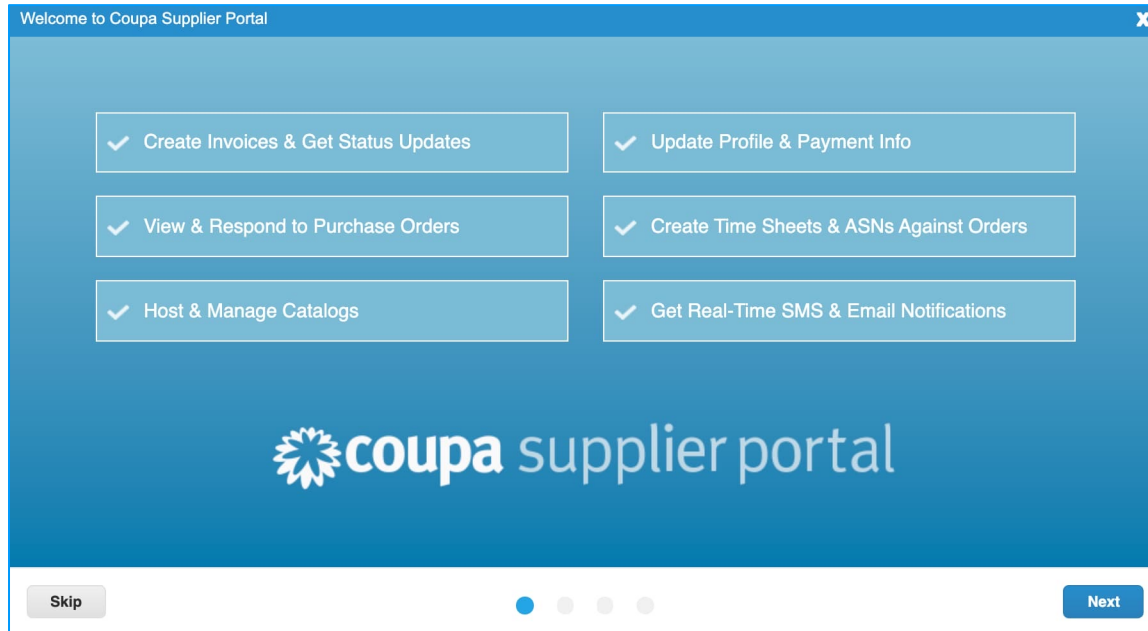 Welcome to Coupa Supplier Portal
X
Create Invoices & Get Status Updates
Update Profile & Payment Info
View & Respond to Purchase Orders
Create Time Sheets & ASNs Against Orders
Host & Manage Catalogs
Get Real-Time SMS & Email Notifications
coupa supplier portal
Skip
Next